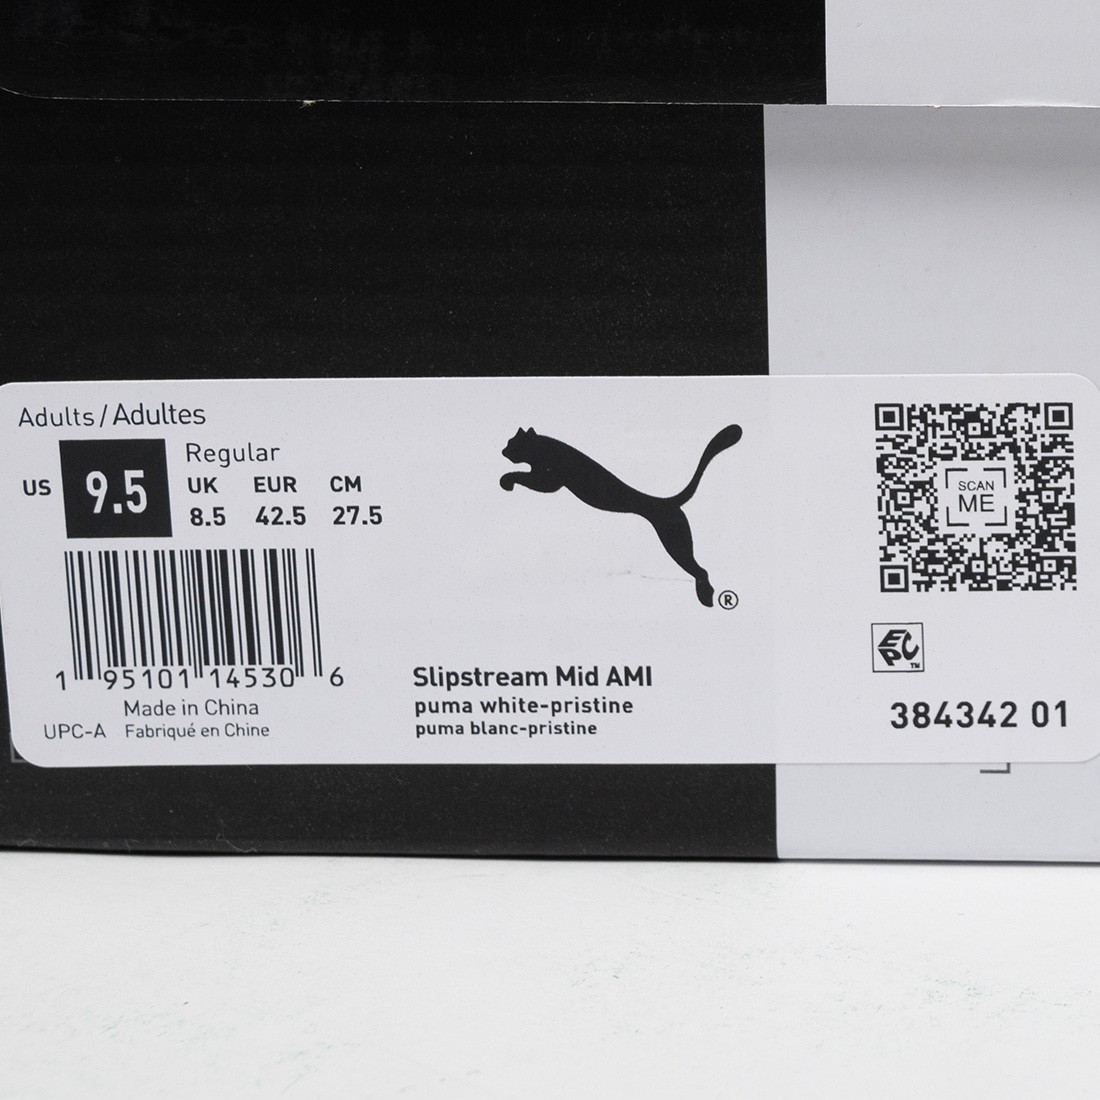 Adults / Adultes
US 9.5
Regular
UK EUR CM
8.5 42.5 27.5
1 95101 14530 6
Made in China
UPC-A Fabriqué en Chine
®
Slipstream Mid AMI
puma white-pristine
puma blanc-pristine
SCAN
ME
EPC™
384342 01